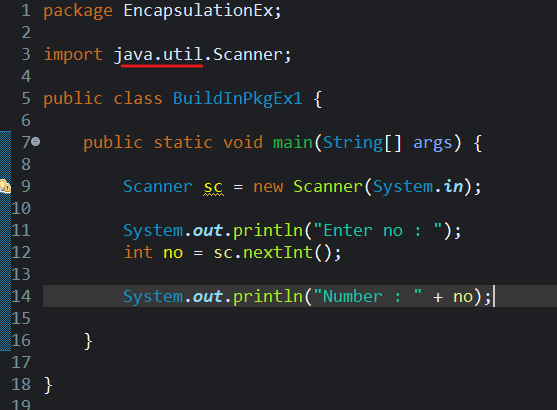 1 package EncapsulationEx;
2
3 import java.util.Scanner;
4
5 public class BuildInPkgEx1 {
6
7 public static void main(String[] args) {
8
9 Scanner sc = new Scanner(System.in);
10
11 System.out.println("Enter no : ");
12 int no = sc.nextInt();
13
14 System.out.println("Number : " + no);
15
16 }
17
18 }
19